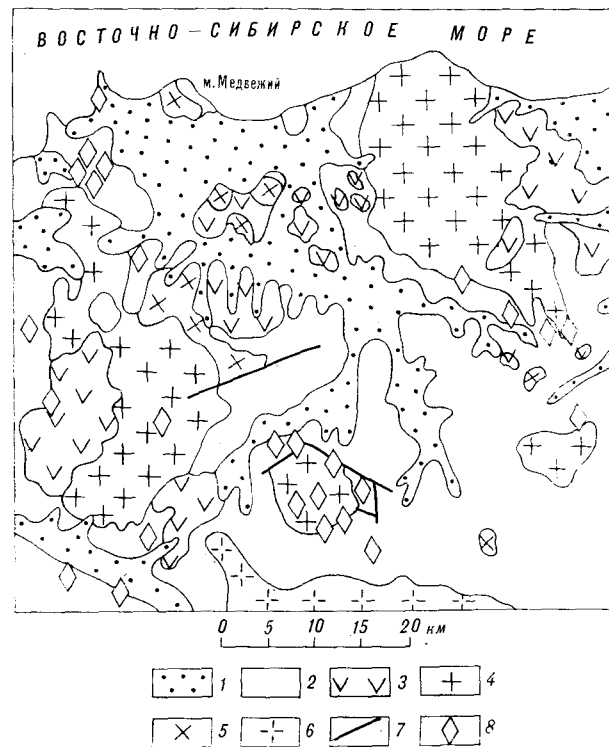 ВОСТОЧНО-СИБИРСКОЕ МОРЕ
м. Медвежий
0 5 10 15 20 км
1 2 3 4
5 6 7 8